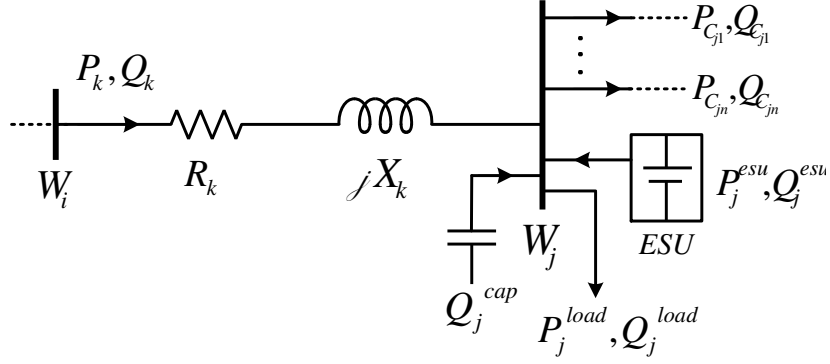 P_{C_{j1}}, Q_{C_{j1}}
P_k, Q_k
P_{C_{jn}}, Q_{C_{jn}}
W_i
R_k
jX_k
W_j
P_j^{esu}, Q_j^{esu}
ESU
Q_j^{cap}
P_j^{load}, Q_j^{load}